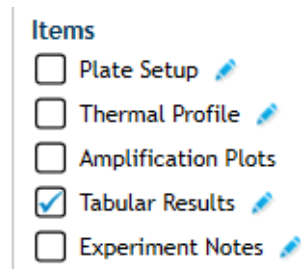 Items
Plate Setup
Thermal Profile
Amplification Plots
Tabular Results
Experiment Notes